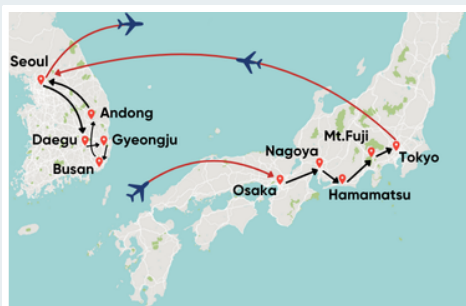 Seoul
Andong
Daegu
Gyeongju
Busan
Mt.Fuji
Nagoya
Tokyo
Osaka
Hamamatsu